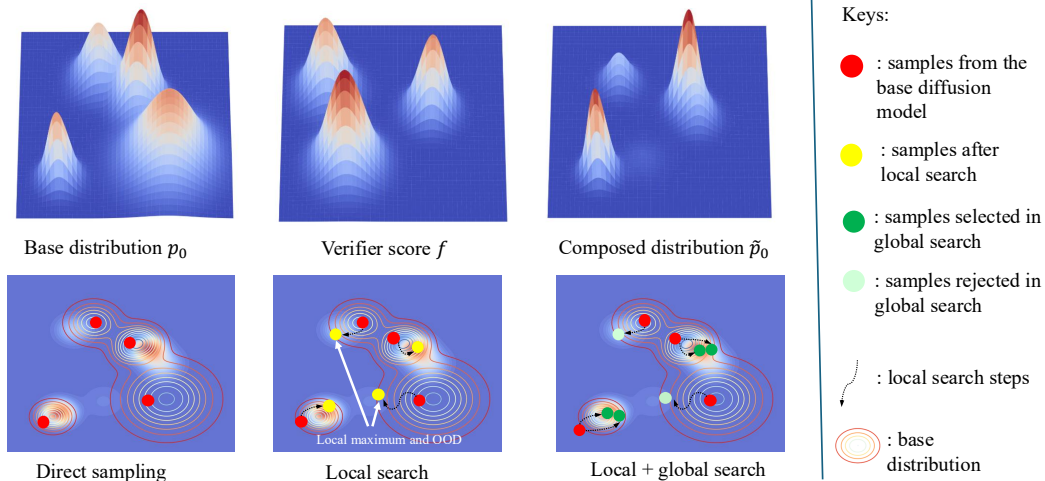 Base distribution p₀
Verifier score f
Composed distribution p̃₀
Local maximum and OOD
Direct sampling
Local search
Local + global search
Keys:
: samples from the
base diffusion
model
: samples after
local search
: samples selected in
global search
: samples rejected in
global search
: local search steps
: base
distribution